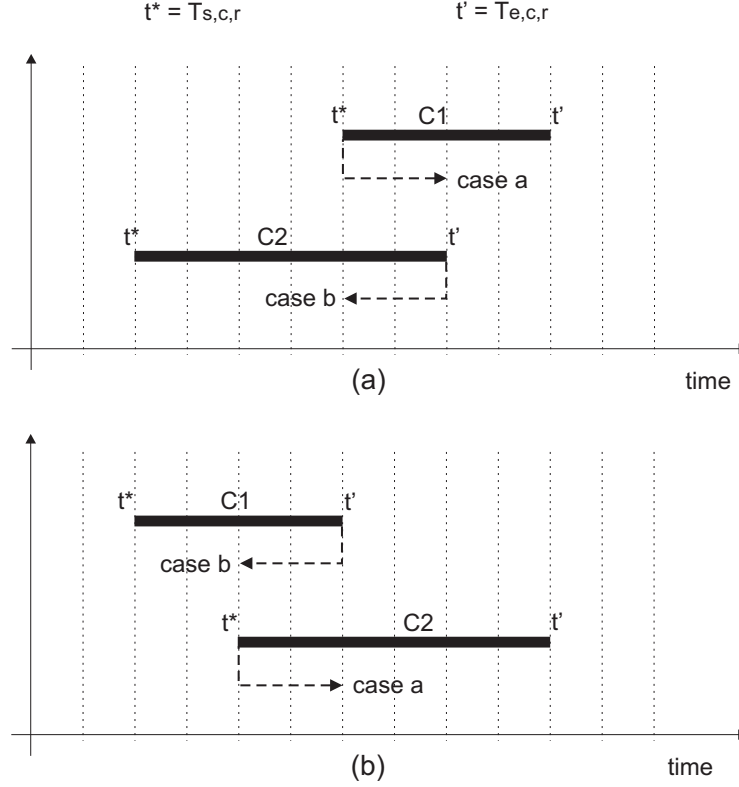 t* = Ts,c,r t' = Te,c,r
t* C1 t'
case a
t* C2 t'
case b
(a) time
t* C1 t'
case b
t* C2 t'
case a
(b) time